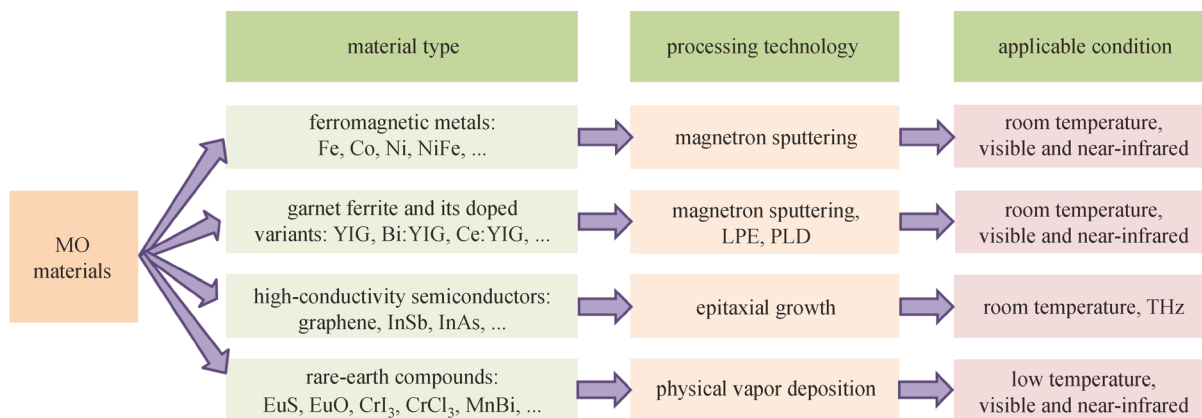 material type
processing technology
applicable condition
MO
materials
ferromagnetic metals:
Fe, Co, Ni, NiFe, ...
magnetron sputtering
room temperature,
visible and near-infrared
garnet ferrite and its doped
variants: YIG, Bi:YIG, Ce:YIG, ...
magnetron sputtering,
LPE, PLD
room temperature,
visible and near-infrared
high-conductivity semiconductors:
graphene, InSb, InAs, ...
epitaxial growth
room temperature, THz
rare-earth compounds:
EuS, EuO, CrI₃, CrCl₃, MnBi, ...
physical vapor deposition
low temperature,
visible and near-infrared